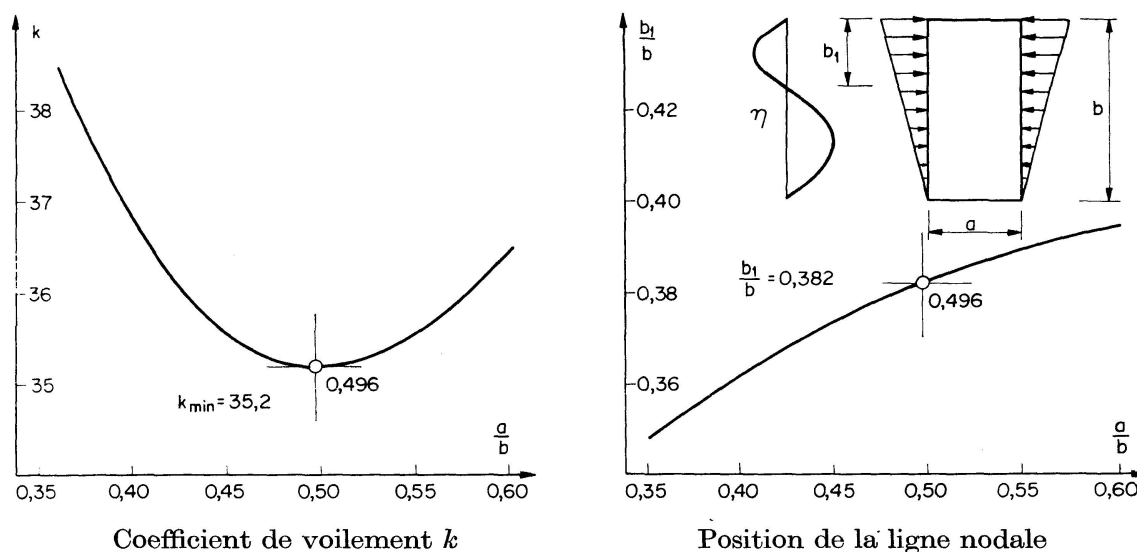 k
38
37
36
35
k min = 35,2
0,496
a/b
0,35 0,40 0,45 0,50 0,55 0,60
Coefficient de voilement k
b₁/b
0,42
0,40
0,38
0,36
b₁
η
b
a
b₁/b = 0,382
0,496
a/b
0,35 0,40 0,45 0,50 0,55 0,60
Position de la ligne nodale